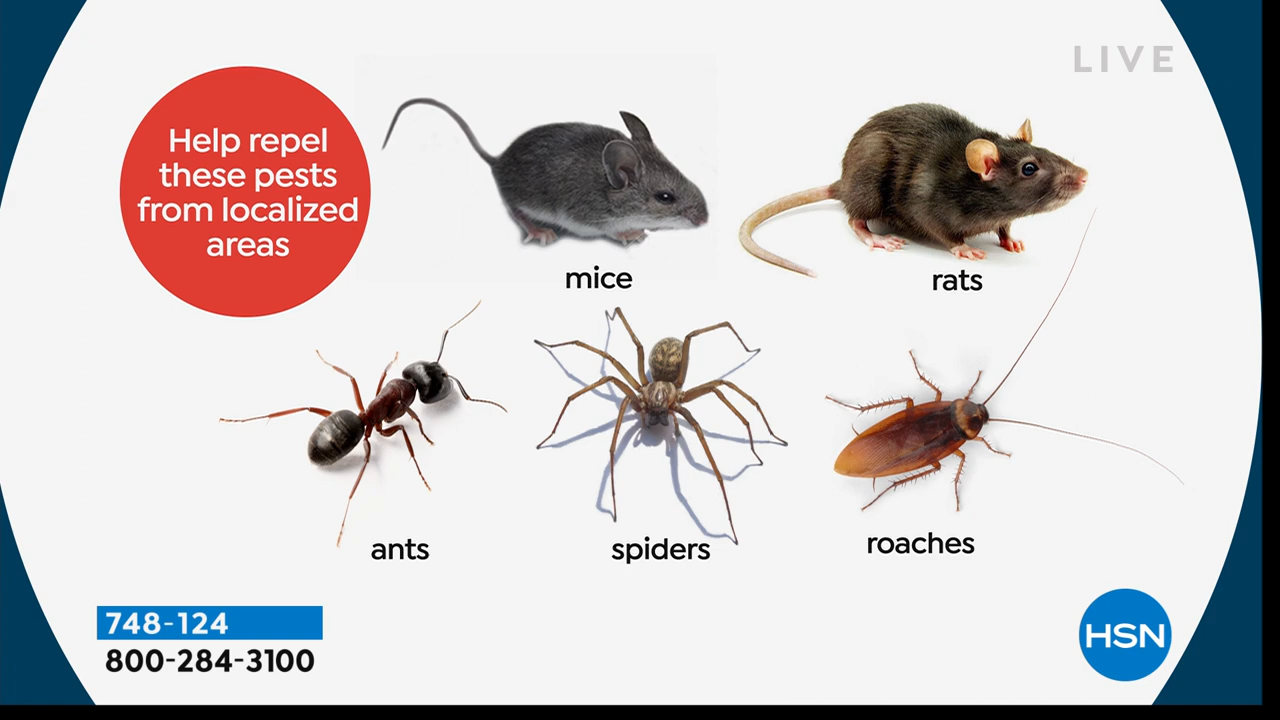 LIVE
Help repel
these pests
from localized
areas
mice
rats
ants
spiders
roaches
748-124
800-284-3100
HSN